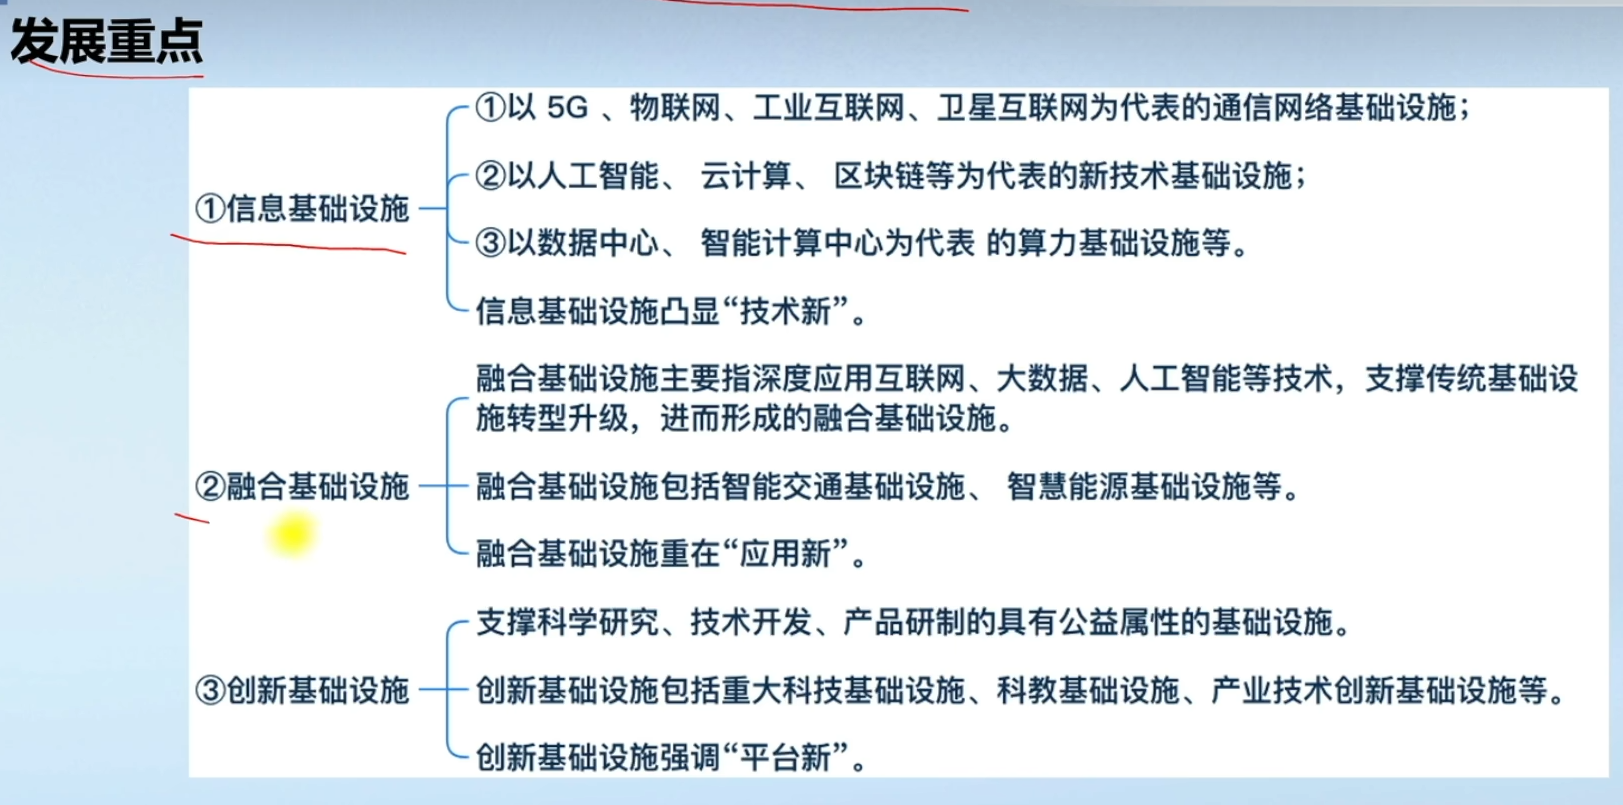 发展重点
①信息基础设施
①以 5G 、物联网、工业互联网、卫星互联网为代表的通信网络基础设施；
②以人工智能、 云计算、 区块链等为代表的新技术基础设施；
③以数据中心、 智能计算中心为代表 的算力基础设施等。
信息基础设施凸显“技术新”。
②融合基础设施
融合基础设施主要指深度应用互联网、大数据、人工智能等技术，支撑传统基础设
施转型升级，进而形成的融合基础设施。
融合基础设施包括智能交通基础设施、 智慧能源基础设施等。
融合基础设施重在“应用新”。
③创新基础设施
支撑科学研究、技术开发、产品研制的具有公益属性的基础设施。
创新基础设施包括重大科技基础设施、科教基础设施、产业技术创新基础设施等。
创新基础设施强调“平台新”。